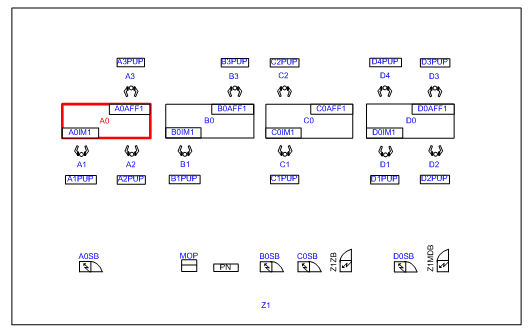 A3PUP B3PUP C2PUP D4PUP D3PUP
A3 B3 C2 D4 D3
A0AFF1 B0AFF1 C0AFF1 D0AFF1
A0 B0 C0 D0
A0IM1 B0IM1 C0IM1 D0IM1
A1 A2 B1 C1 D1 D2
A1PUP A2PUP B1PUP C1PUP D1PUP D2PUP
A0SB MOP B0SB C0SB Z1ZB D0SB Z1MDB
PN
Z1